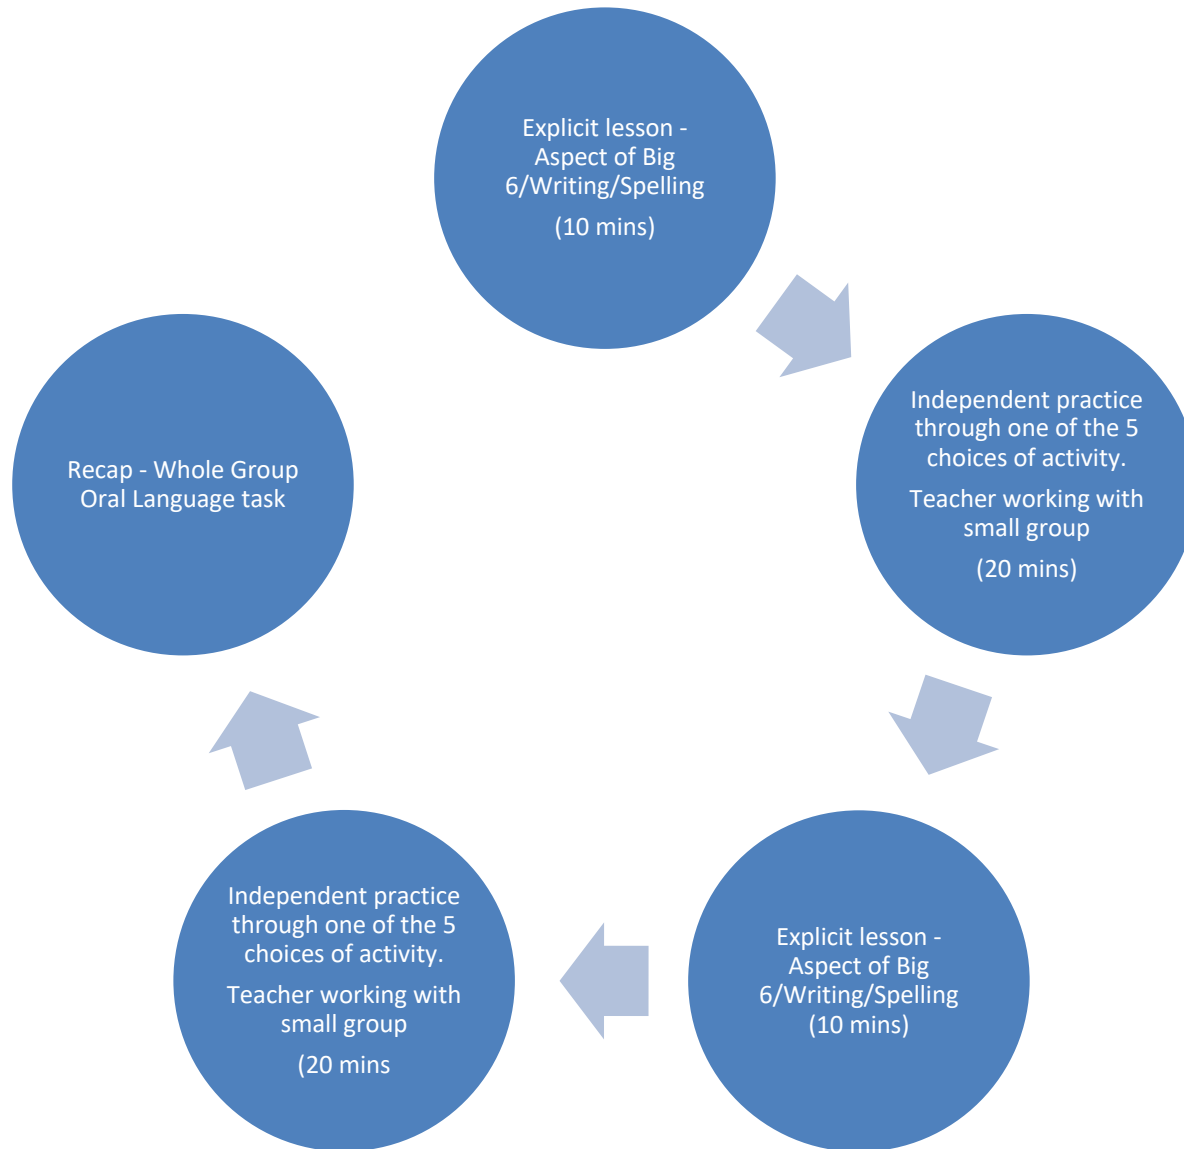 Explicit lesson -
Aspect of Big
6/Writing/Spelling
(10 mins)
Independent practice
through one of the 5
choices of activity.
Teacher working with
small group
(20 mins)
Explicit lesson -
Aspect of Big
6/Writing/Spelling
(10 mins)
Independent practice
through one of the 5
choices of activity.
Teacher working with
small group
(20 mins
Recap - Whole Group
Oral Language task